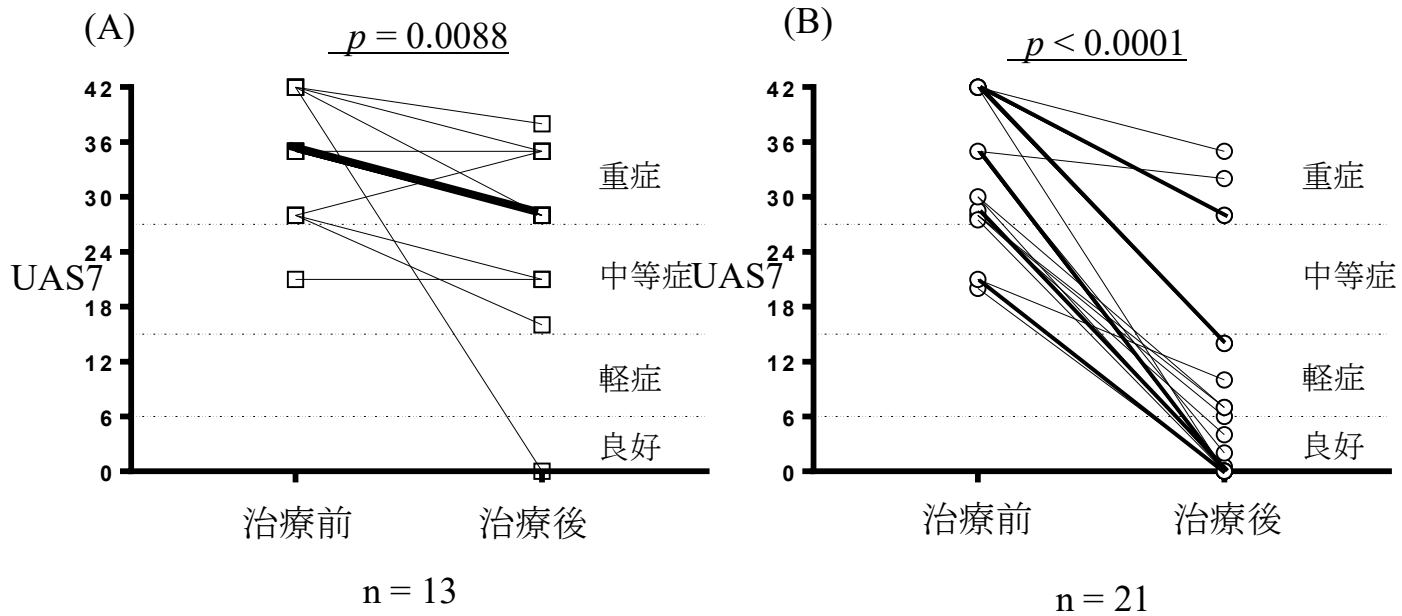 (A)
p = 0.0088
42
36
30
24
18
12
6
0
UAS7
重症
中等症
軽症
良好
治療前
治療後
n = 13
(B)
p < 0.0001
42
36
30
24
18
12
6
0
UAS7
重症
中等症
軽症
良好
治療前
治療後
n = 21